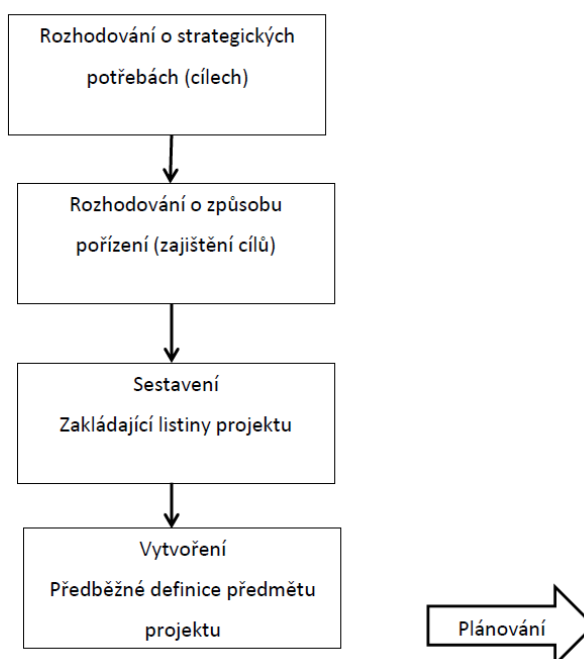 Rozhodování o strategických
potřebách (cílech)
Rozhodování o způsobu
pořízení (zajištění cílů)
Sestavení
Zakládající listiny projektu
Vytvoření
Předběžné definice předmětu
projektu
Plánování